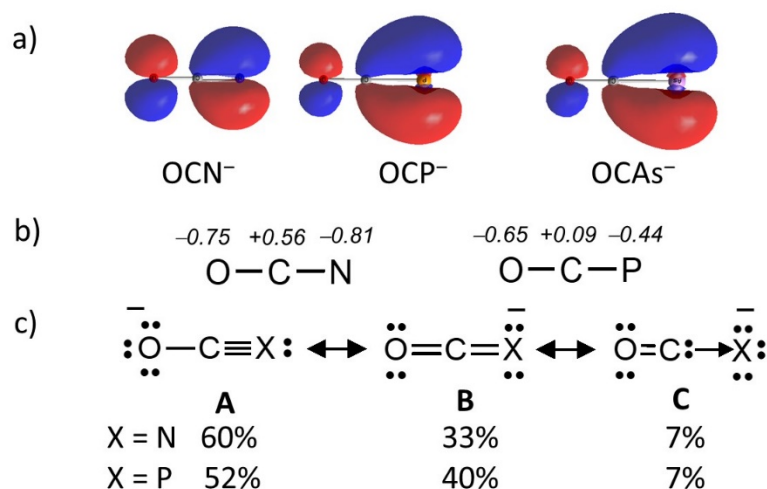 a)
OCN⁻ OCP⁻ OCAs⁻
b)
−0.75 +0.56 −0.81 −0.65 +0.09 −0.44
O—C—N O—C—P
c)
:Ö̤⁻—C≡X: ↔ Ö̤=C=Ẍ̤⁻ ↔ Ö̤=C:→Ẍ̤:⁻
A B C
X = N 60% 33% 7%
X = P 52% 40% 7%